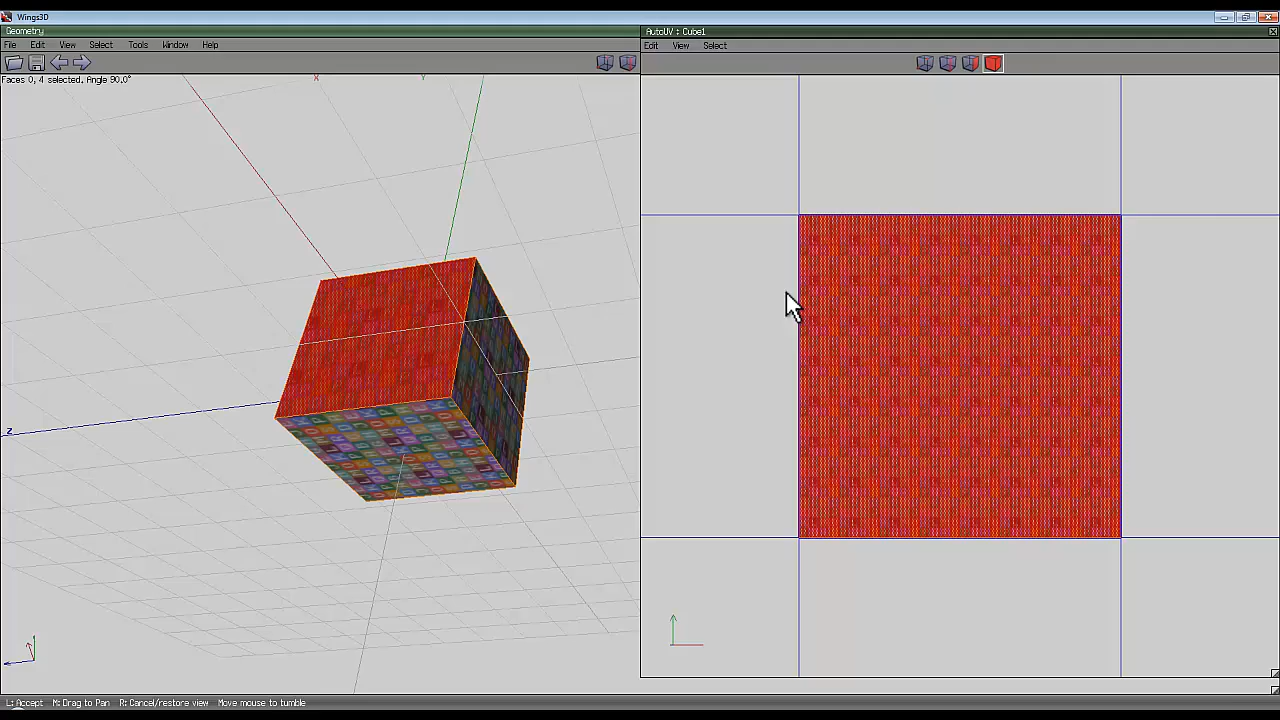 Wings3D
Geometry
File Edit View Select Tools Window Help
Faces 0, 4 selected. Angle 90.0°
X Y
Z
L:Accept M:Drag to Pan R:Cancel/restore view Move mouse to tumble
AutoUV : Cube1
Edit View Select